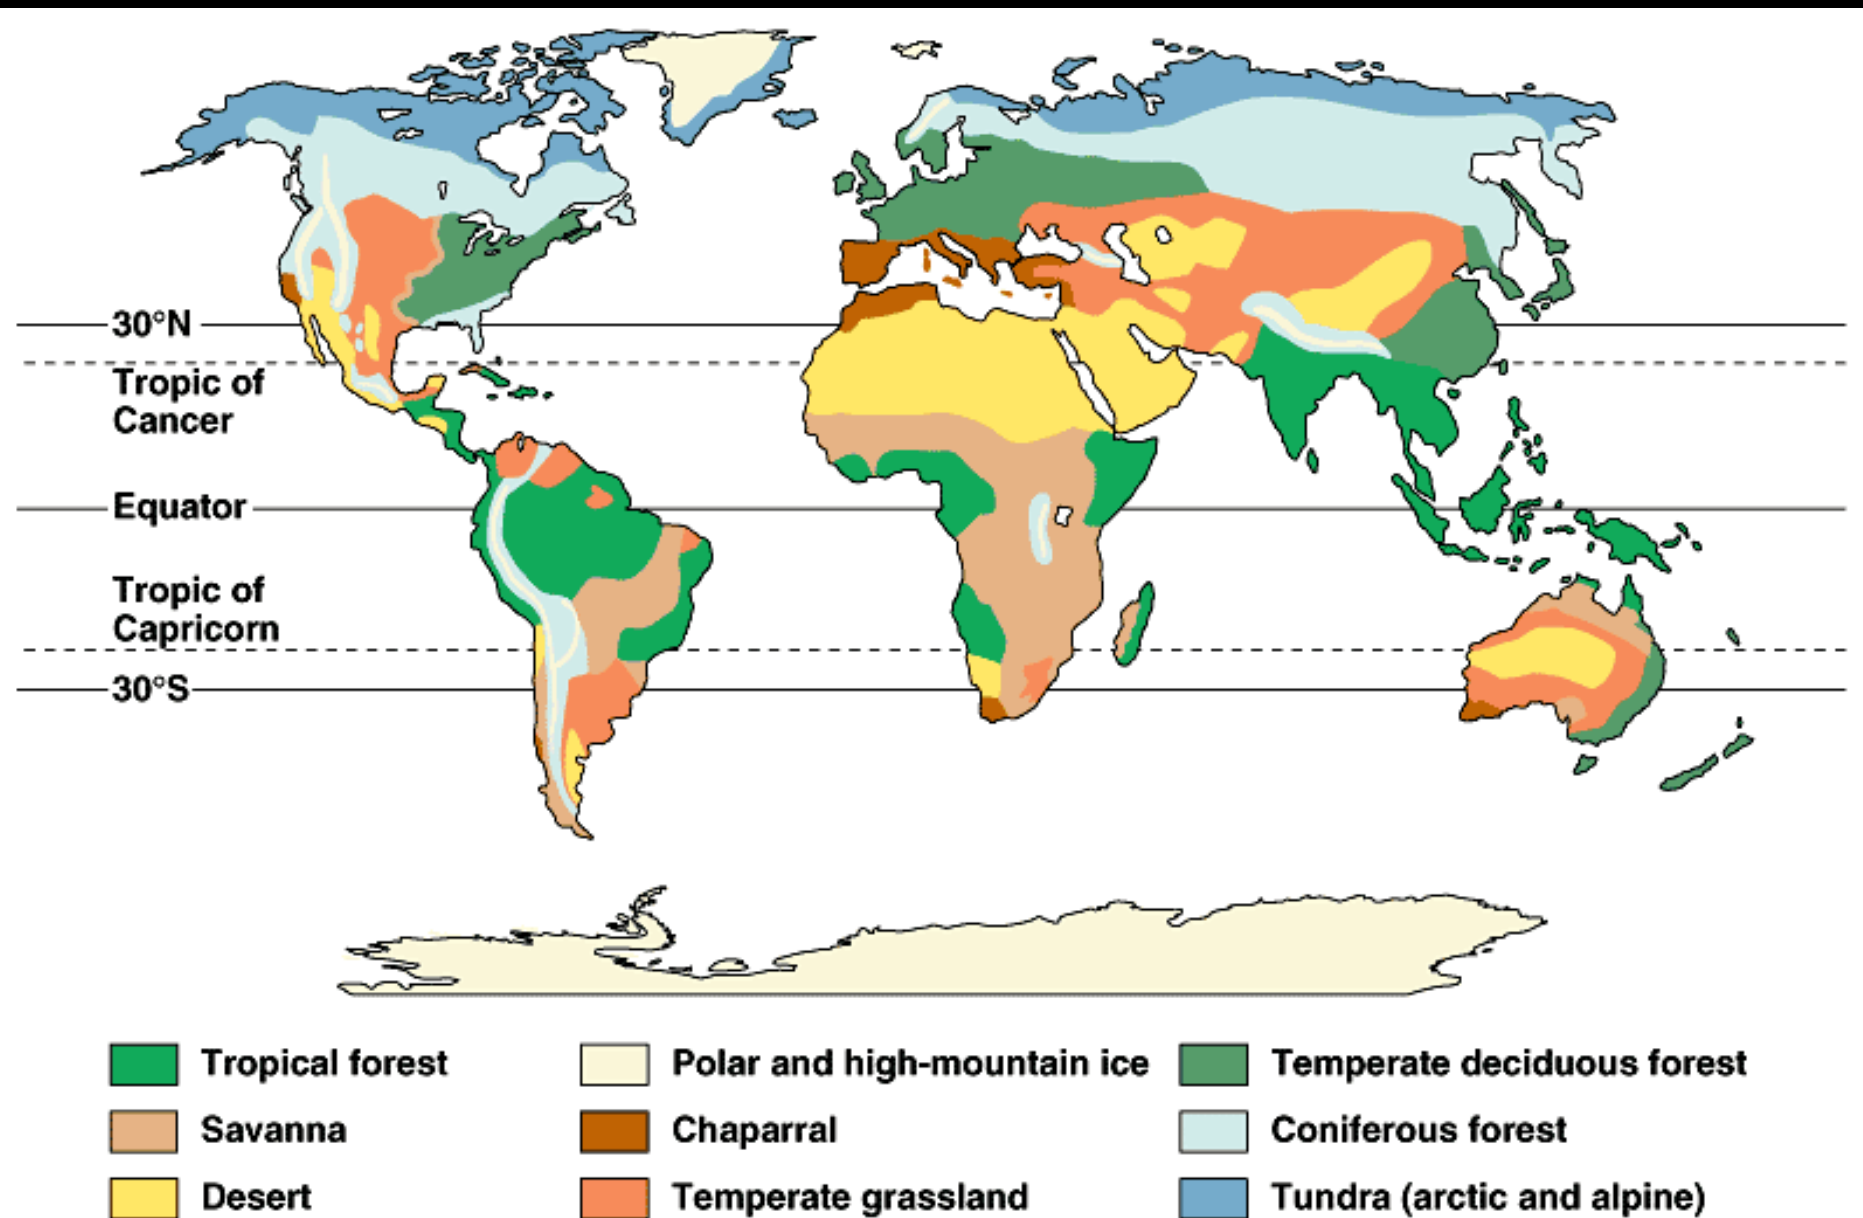 30°N
Tropic of
Cancer
Equator
Tropic of
Capricorn
30°S
Tropical forest
Polar and high-mountain ice
Temperate deciduous forest
Savanna
Chaparral
Coniferous forest
Desert
Temperate grassland
Tundra (arctic and alpine)